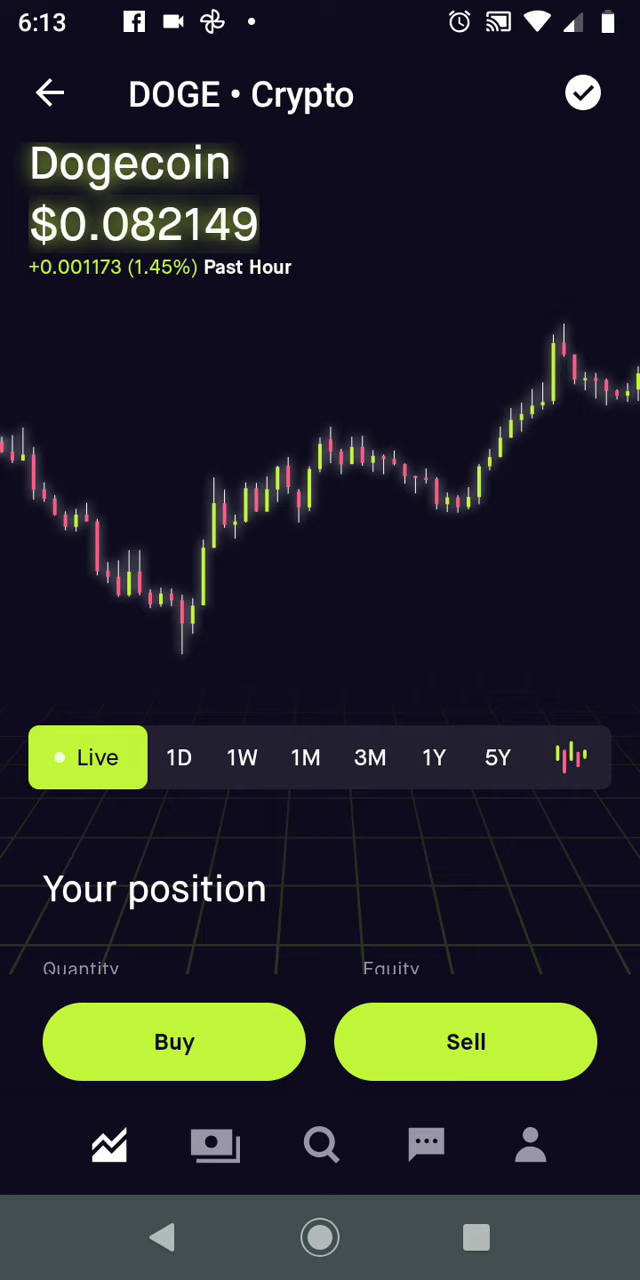 6:13
DOGE • Crypto
Dogecoin
$0.082149
+0.001173 (1.45%) Past Hour
Live 1D 1W 1M 3M 1Y 5Y
Your position
Quantity Equity
Buy Sell